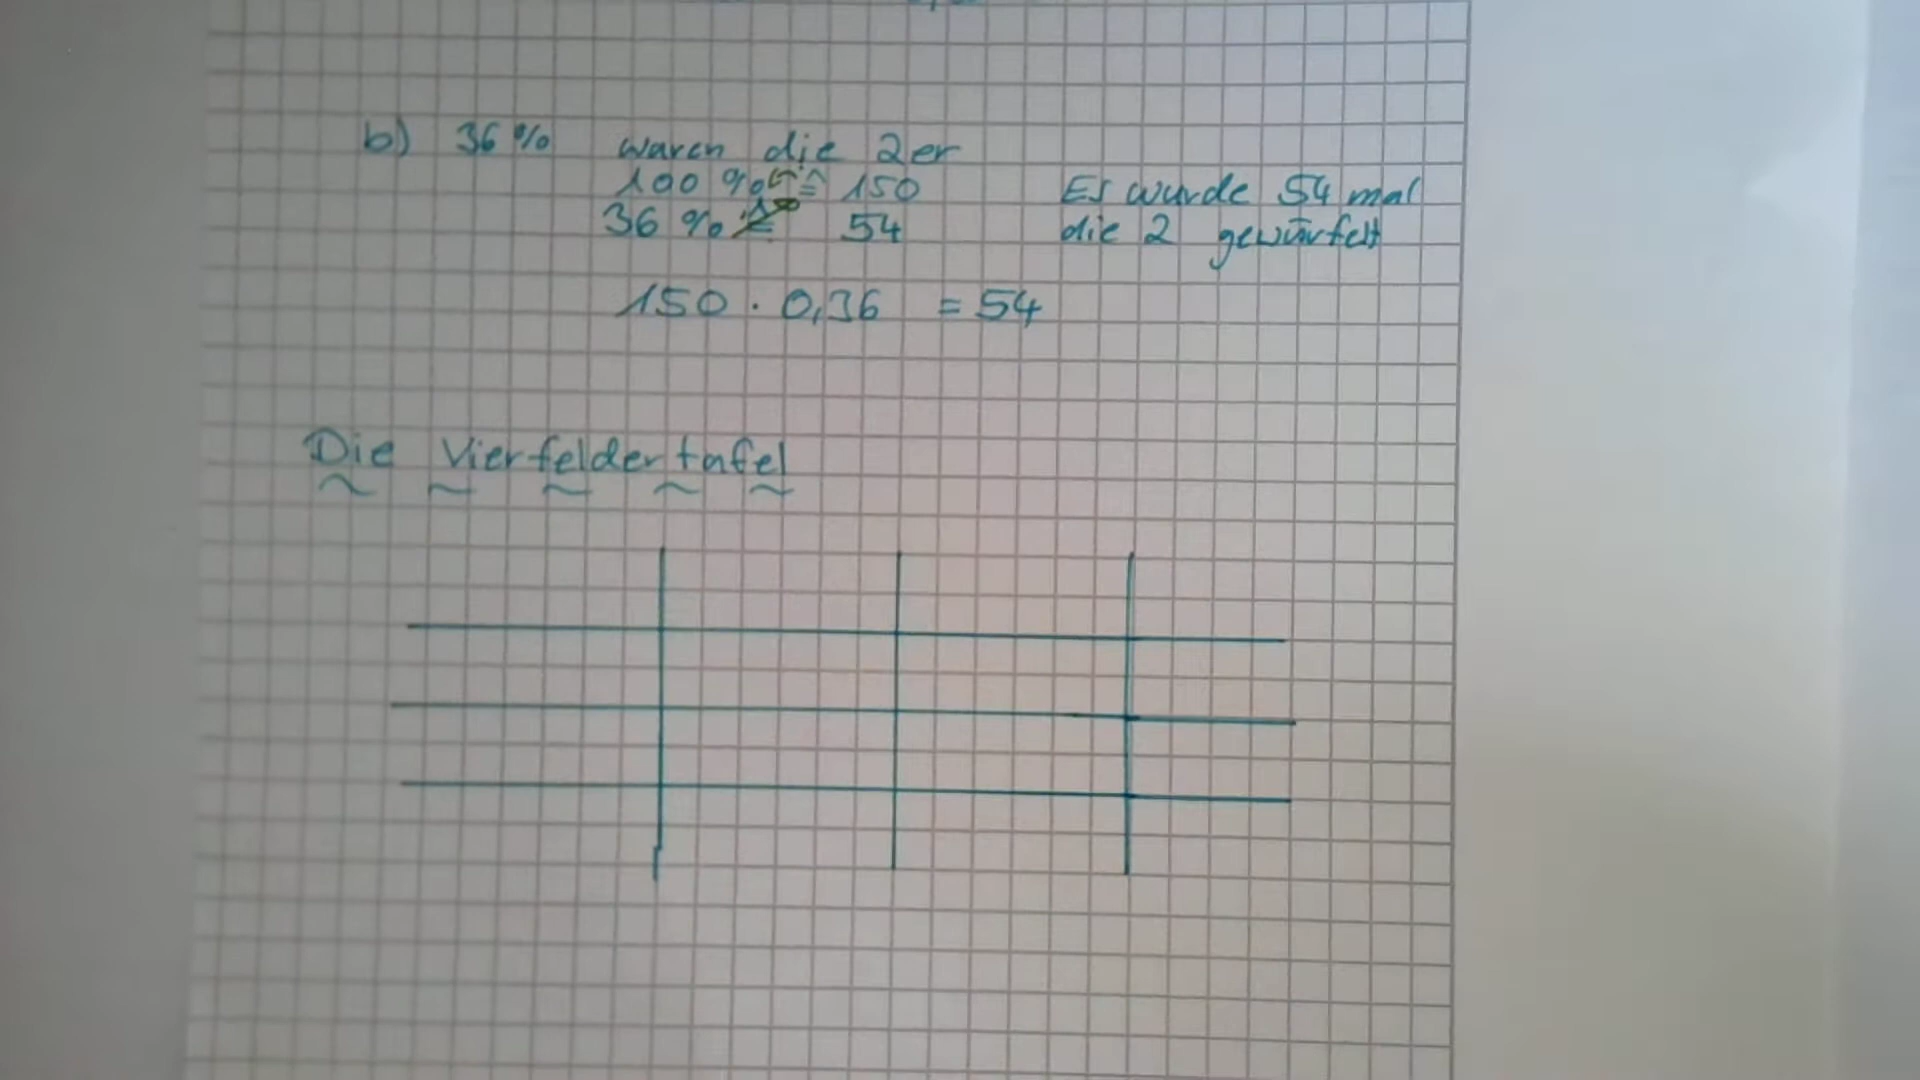 b) 36% waren die 2er
100% ≙ 150
36% ≙ 54
Es wurde 54 mal
die 2 gewürfelt
150 · 0,36 = 54
Die Vierfeldertafel